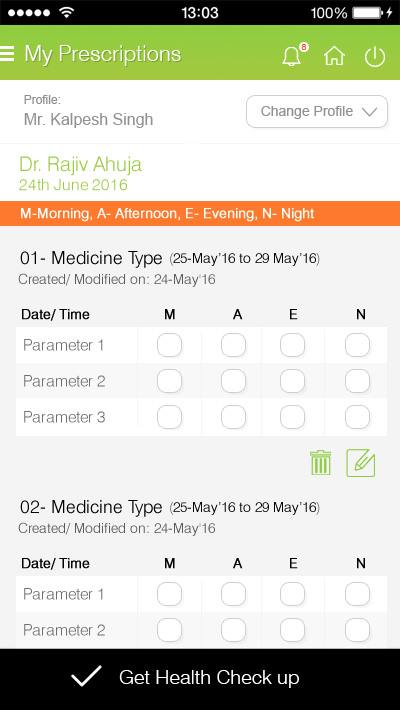 13:03 100%
My Prescriptions 8
Profile:
Mr. Kalpesh Singh
Change Profile
Dr. Rajiv Ahuja
24th June 2016
M-Morning, A- Afternoon, E- Evening, N- Night
01- Medicine Type (25-May'16 to 29 May'16)
Created/ Modified on: 24-May'16
Date/ Time M A E N
Parameter 1
Parameter 2
Parameter 3
02- Medicine Type (25-May'16 to 29 May'16)
Created/ Modified on: 24-May'16
Date/ Time M A E N
Parameter 1
Parameter 2
Get Health Check up